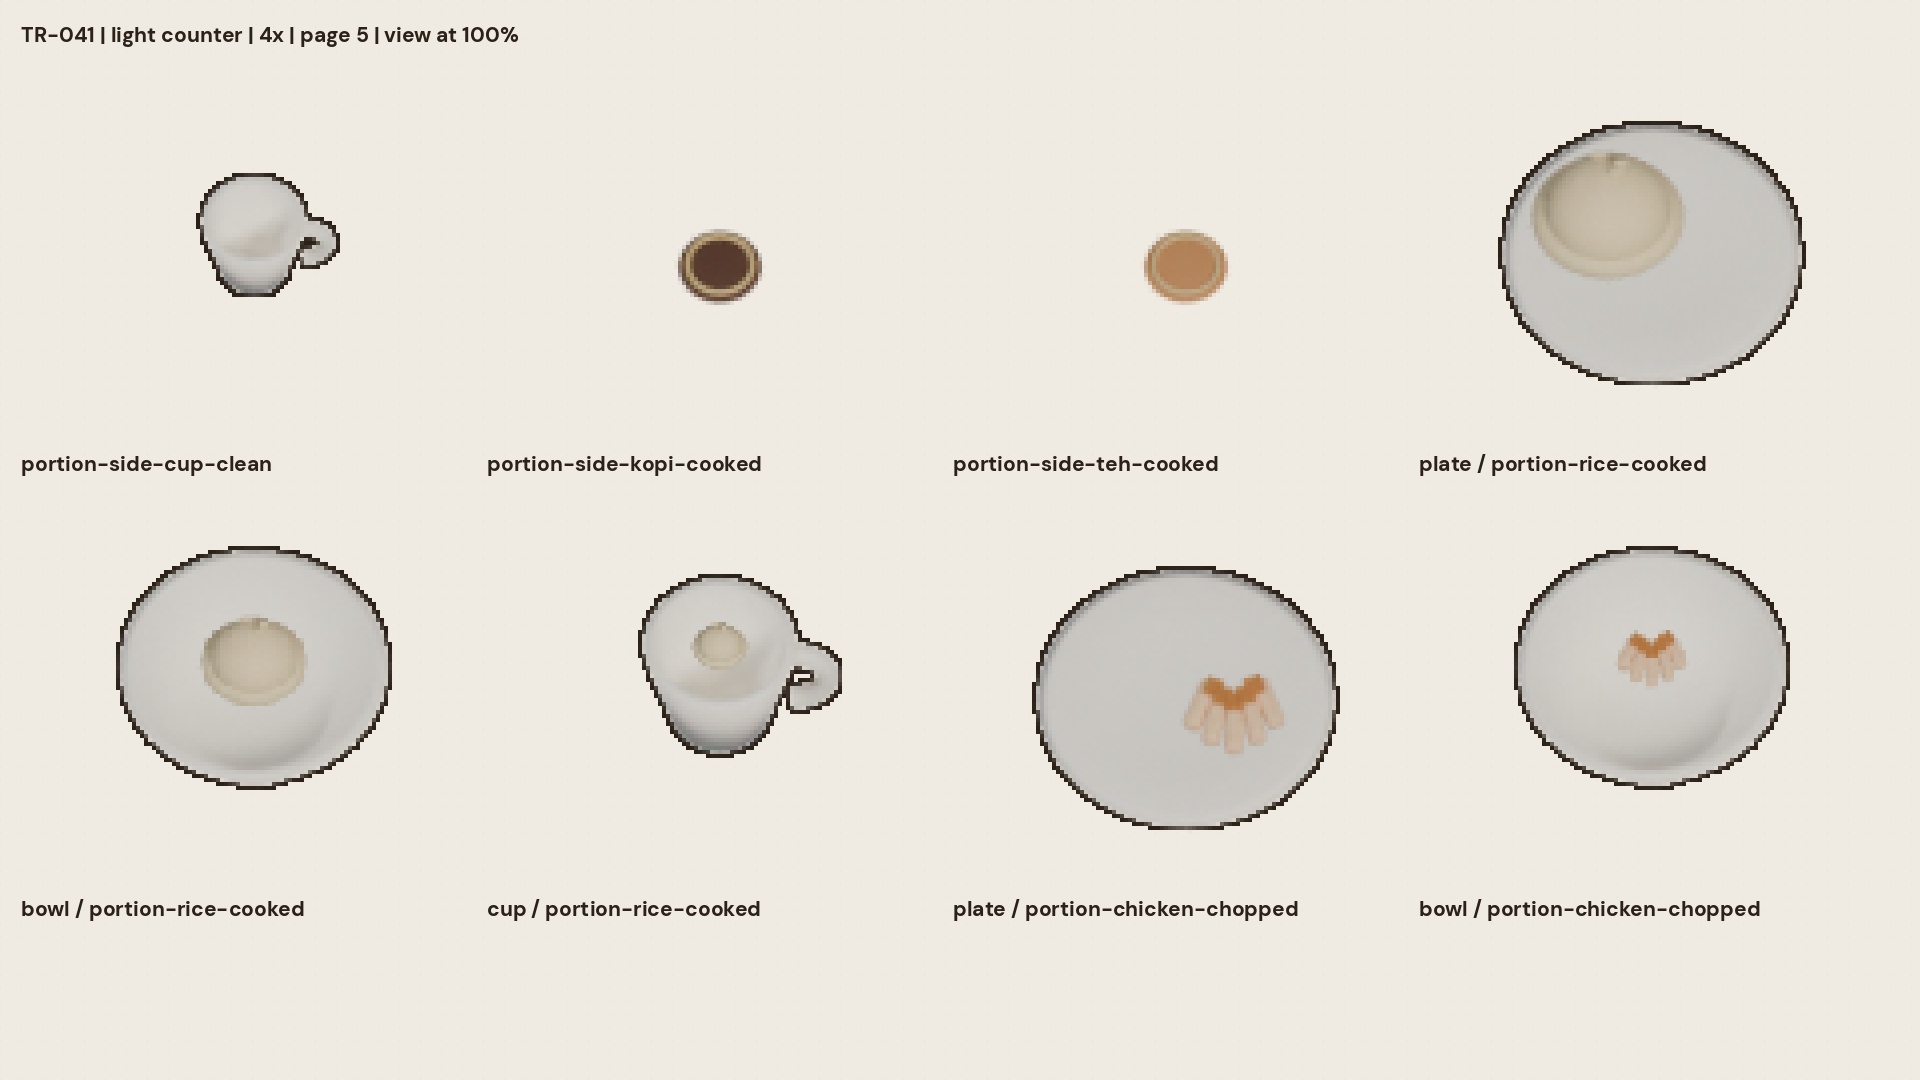 TR-041 | light counter | 4x | page 5 | view at 100%
portion-side-cup-clean
portion-side-kopi-cooked
portion-side-teh-cooked
plate / portion-rice-cooked
bowl / portion-rice-cooked
cup / portion-rice-cooked
plate / portion-chicken-chopped
bowl / portion-chicken-chopped